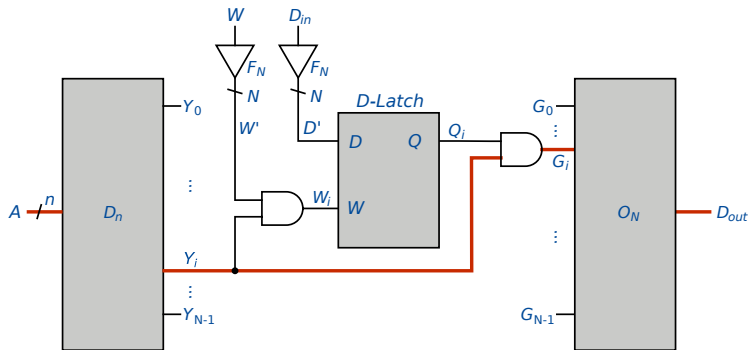 W
D_in
F_N
F_N
N
N
D-Latch
Y_0
G_0
W'
D'
D
Q
Q_i
⋮
G_i
⋮
A
n
D_n
W_i
W
O_N
D_out
⋮
Y_i
⋮
Y_N-1
G_N-1